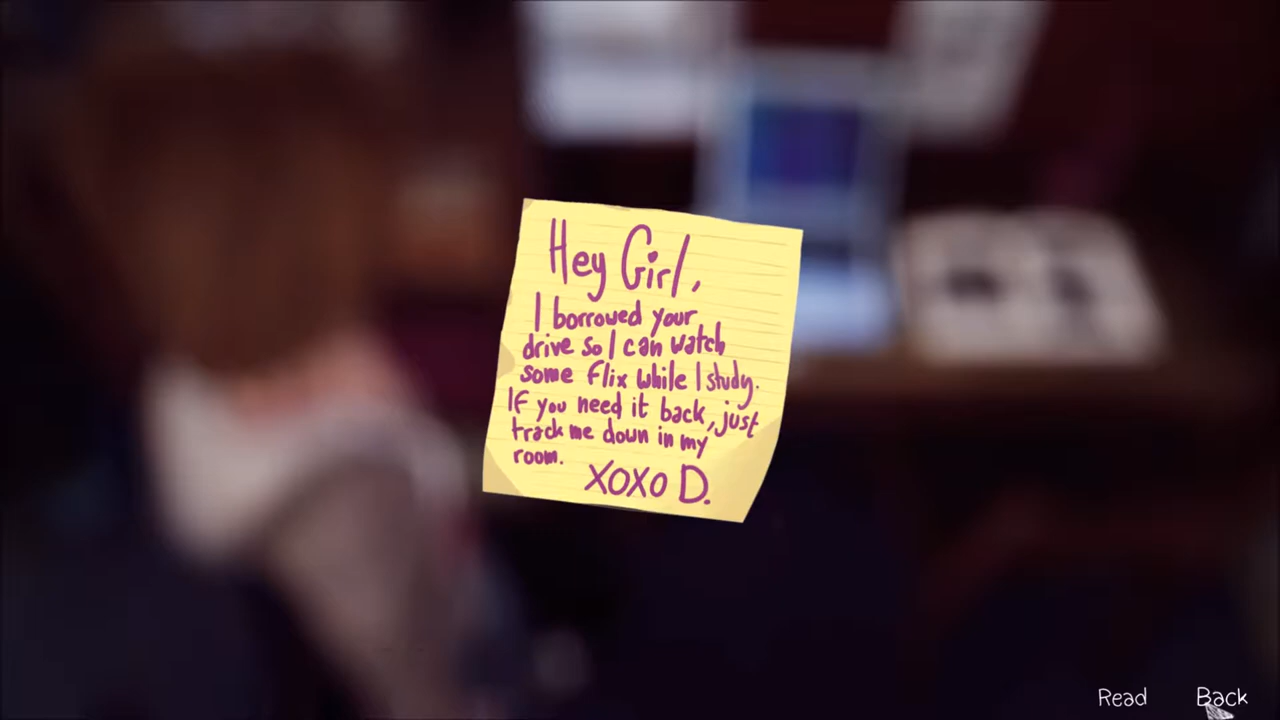 Hey Girl,
I borrowed your
drive so I can watch
some Flix while I study.
IF you need it back, just
track me down in my
room.
XOXO D.
Read
Back